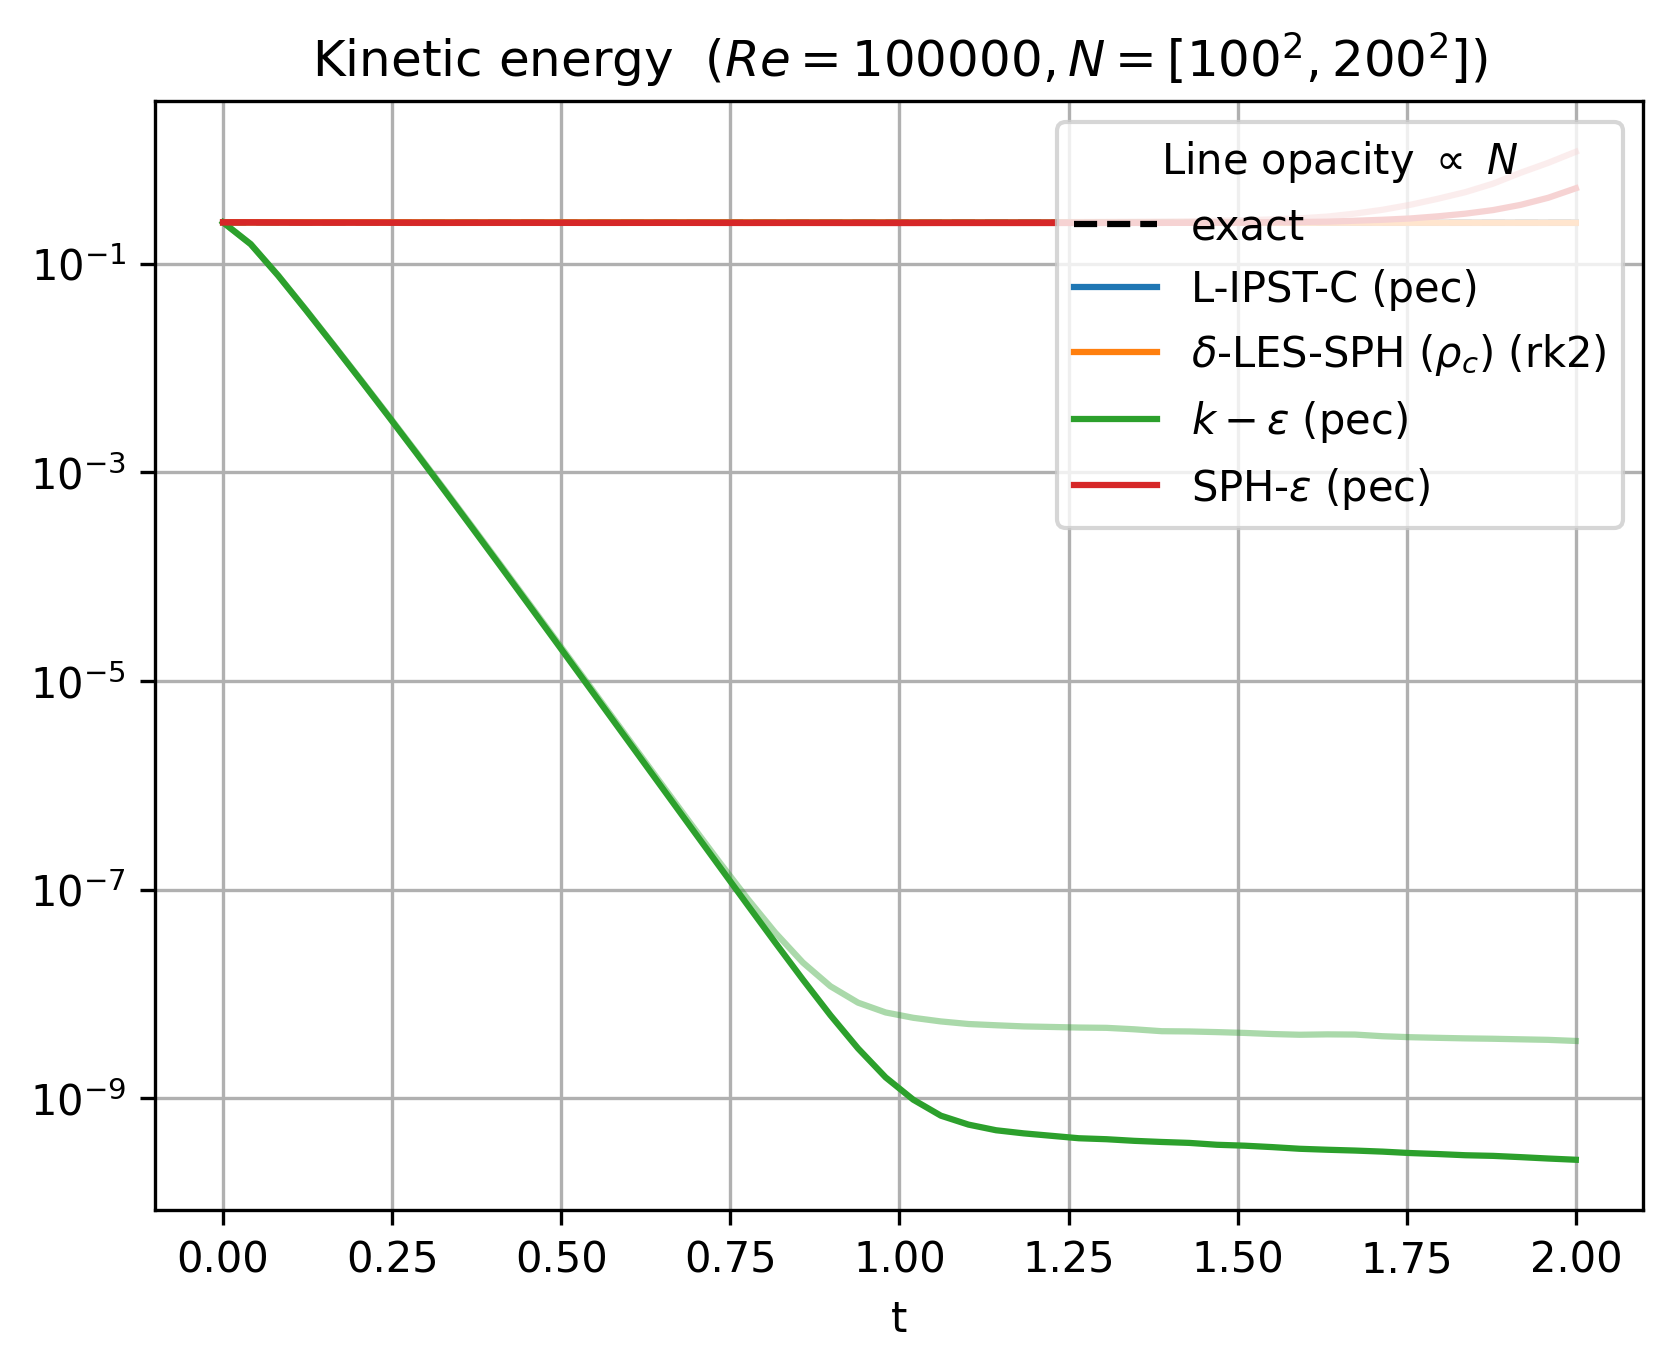 Kinetic energy  (Re = 100000, N = [100², 200²])
Line opacity ∝ N
exact
L-IPST-C (pec)
δ-LES-SPH (ρ_c) (rk2)
k − ε (pec)
SPH-ε (pec)
10⁻¹
10⁻³
10⁻⁵
10⁻⁷
10⁻⁹
0.00 0.25 0.50 0.75 1.00 1.25 1.50 1.75 2.00
t